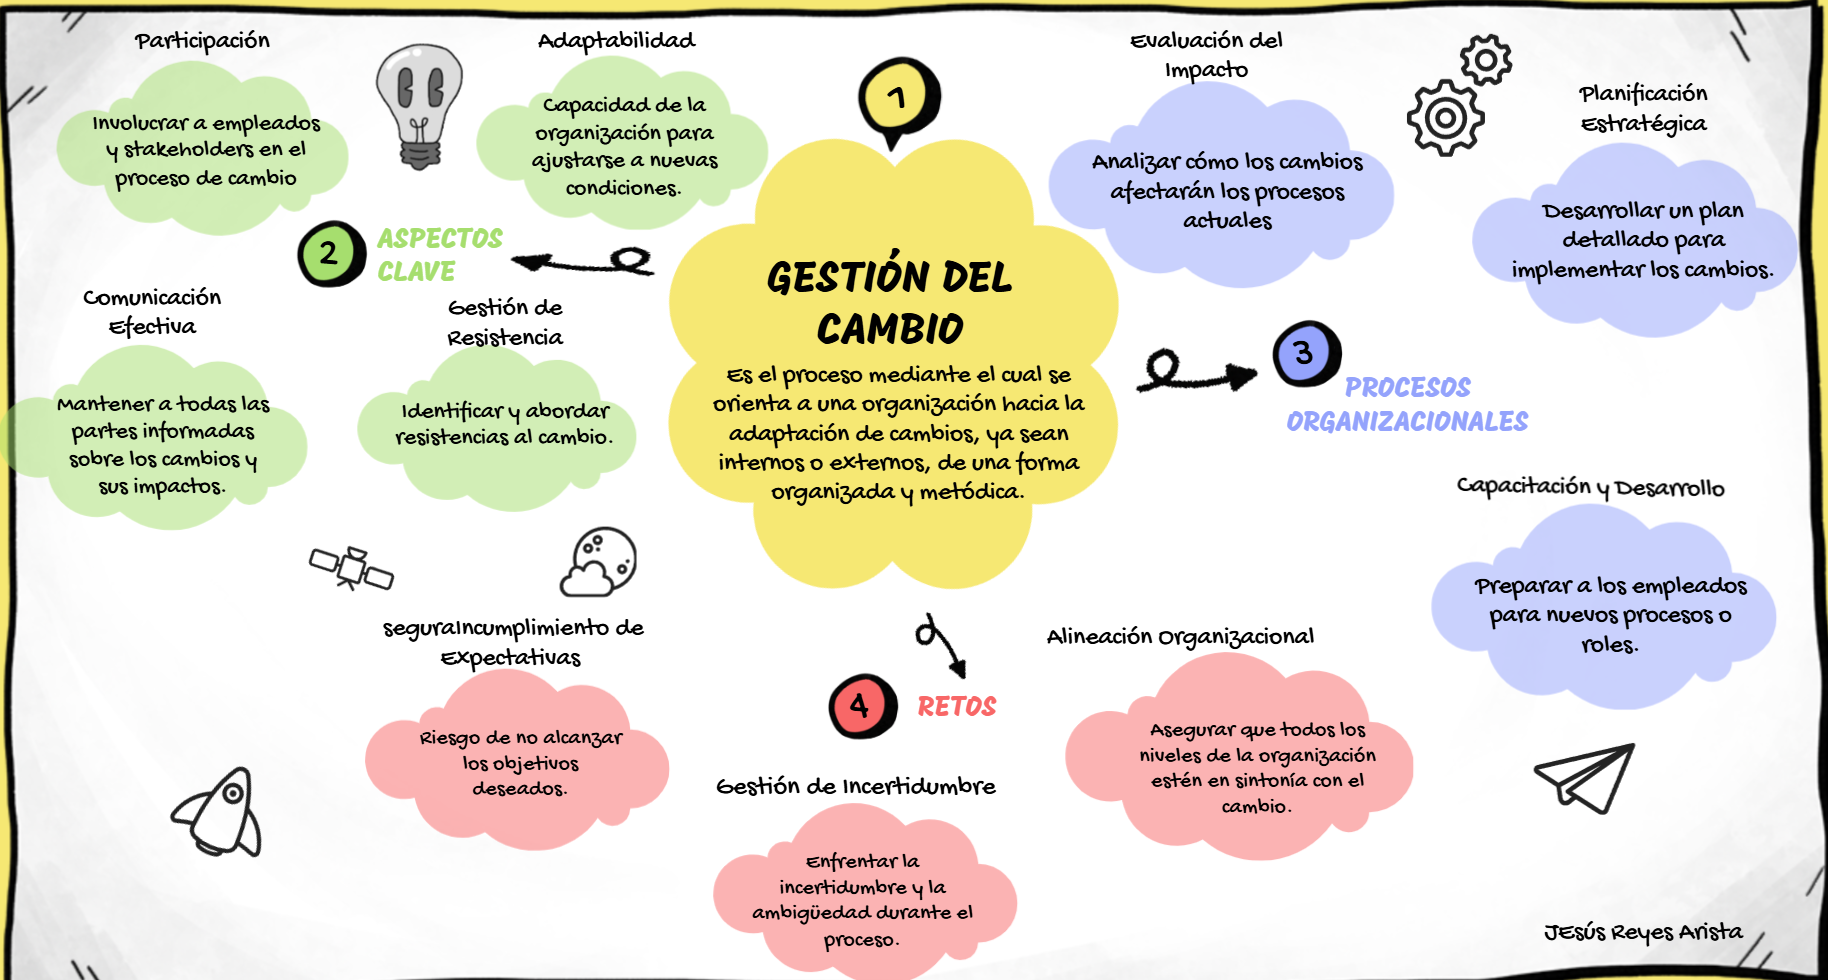 Participación
Involucrar a empleados
y stakeholders en el
proceso de cambio
Adaptabilidad
Capacidad de la
organización para
ajustarse a nuevas
condiciones.
1
GESTIÓN DEL
CAMBIO
Es el proceso mediante el cual se
orienta a una organización hacia la
adaptación de cambios, ya sean
internos o externos, de una forma
organizada y metódica.
2
ASPECTOS
CLAVE
Comunicación
Efectiva
Mantener a todas las
partes informadas
sobre los cambios y
sus impactos.
Gestión de
Resistencia
Identificar y abordar
resistencias al cambio.
Evaluación del
Impacto
Analizar cómo los cambios
afectarán los procesos
actuales
Planificación
Estratégica
Desarrollar un plan
detallado para
implementar los cambios.
3
PROCESOS
ORGANIZACIONALES
Capacitación y Desarrollo
Preparar a los empleados
para nuevos procesos o
roles.
4
RETOS
seguraIncumplimiento de
Expectativas
Riesgo de no alcanzar
los objetivos
deseados.
Gestión de Incertidumbre
Enfrentar la
incertidumbre y la
ambigüedad durante el
proceso.
Alineación Organizacional
Asegurar que todos los
niveles de la organización
estén en sintonía con el
cambio.
JEsús Reyes Arista